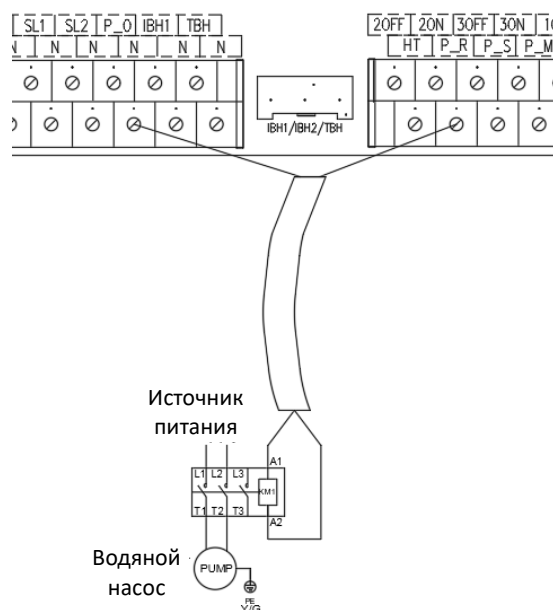 SL1 SL2 P_0 IBH1 TBH
N N N N N N
2OFF 2ON 3OFF 3ON
HT P_R P_S P_M
IBH1/IBH2/TBH
Источник
питания
A1
L1 L2 L3
KM1
A2
T1 T2 T3
Водяной
насос
PUMP
PE
Y/G